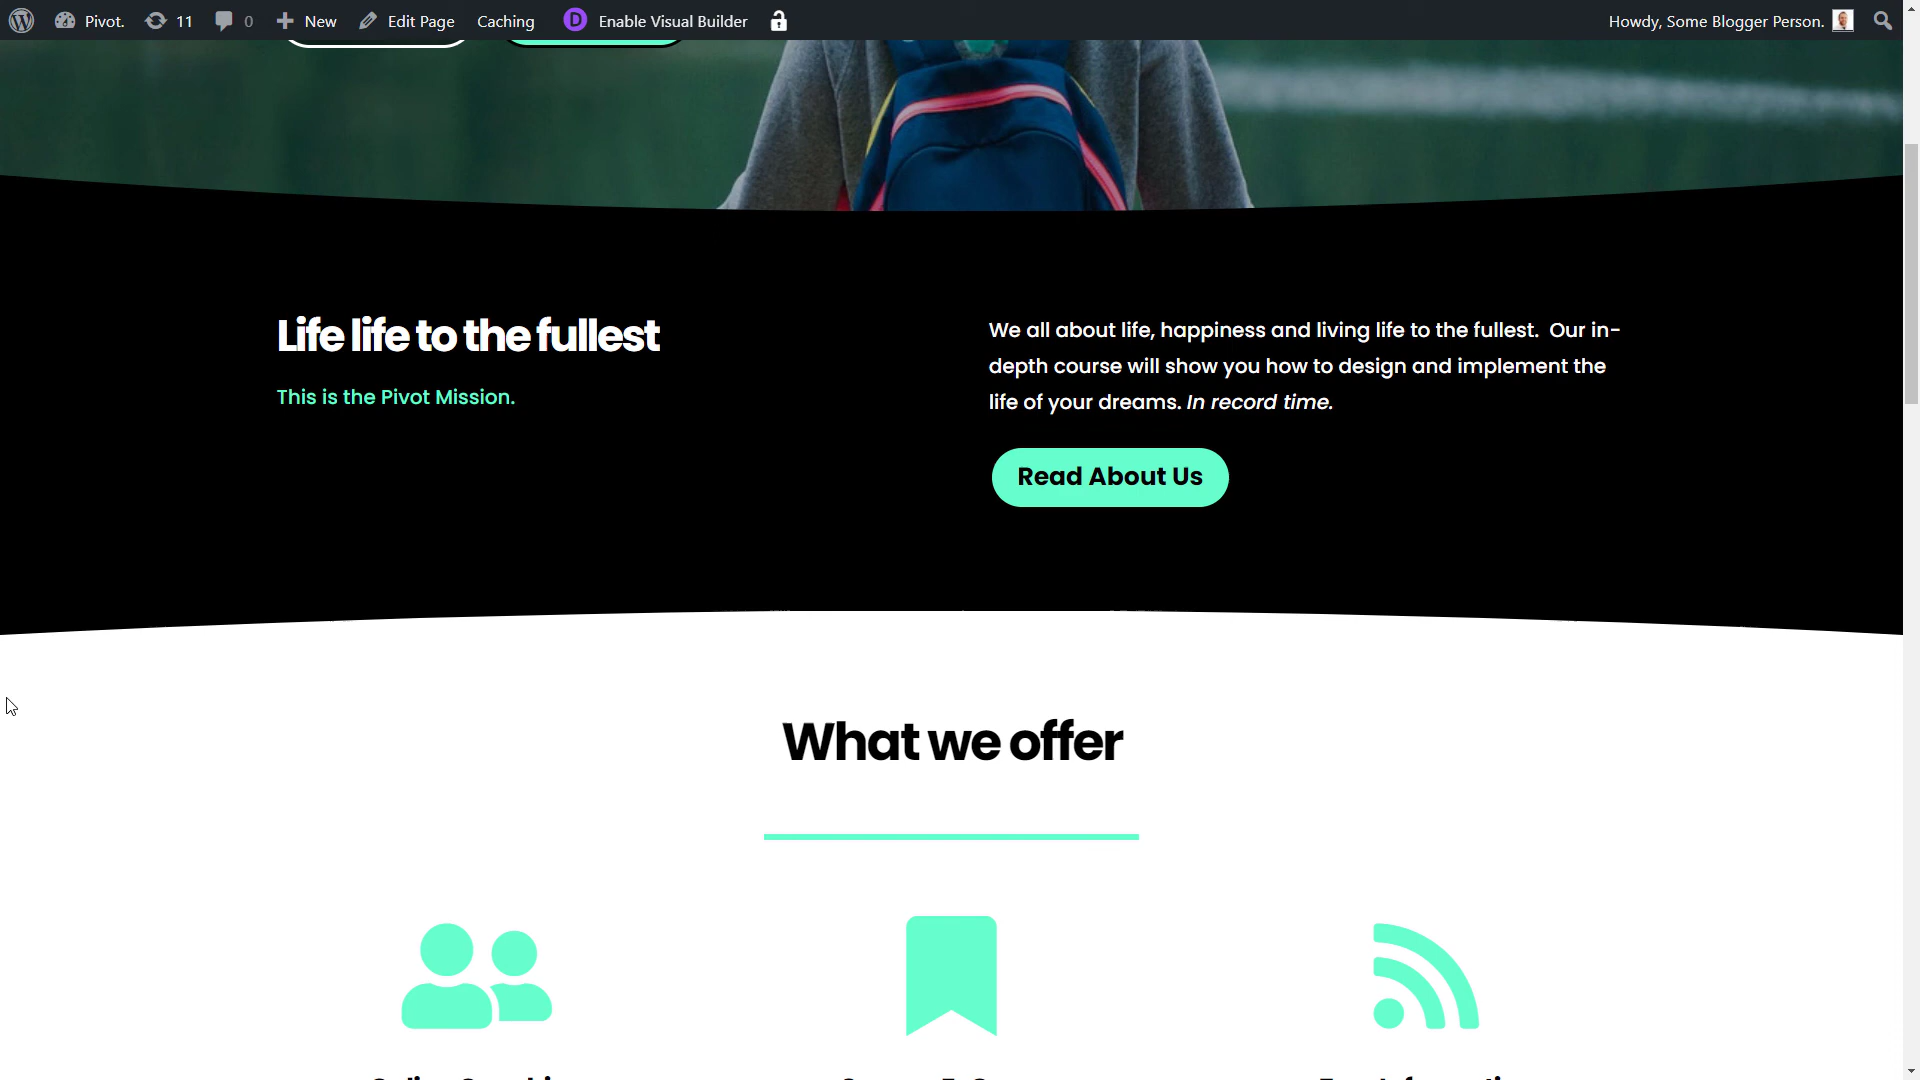 Pivot. 11 0 New Edit Page Caching D Enable Visual Builder Howdy, Some Blogger Person.
Life life to the fullest
This is the Pivot Mission.
We all about life, happiness and living life to the fullest. Our in-
depth course will show you how to design and implement the
life of your dreams. In record time.
Read About Us
What we offer